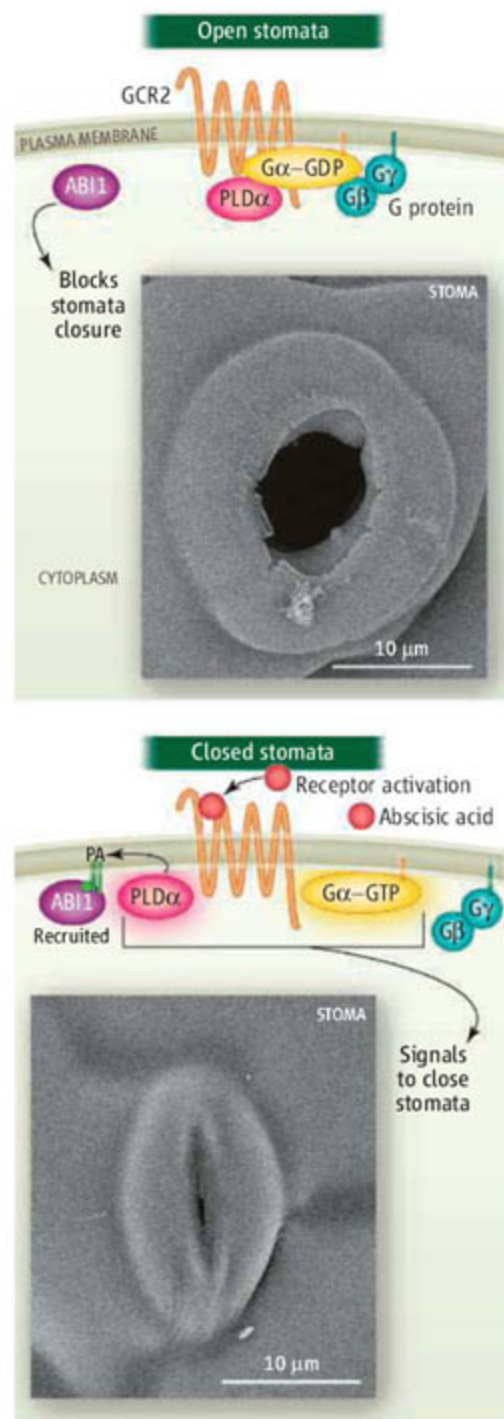 Open stomata
GCR2
PLASMA MEMBRANE
Gα–GDP
ABI1
PLDα
Gγ
Gβ
G protein
Blocks
stomata
closure
STOMA
CYTOPLASM
10 μm
Closed stomata
Receptor activation
Abscisic acid
PA
ABI1
PLDα
Gα–GTP
Gγ
Gβ
Recruited
STOMA
Signals
to close
stomata
10 μm